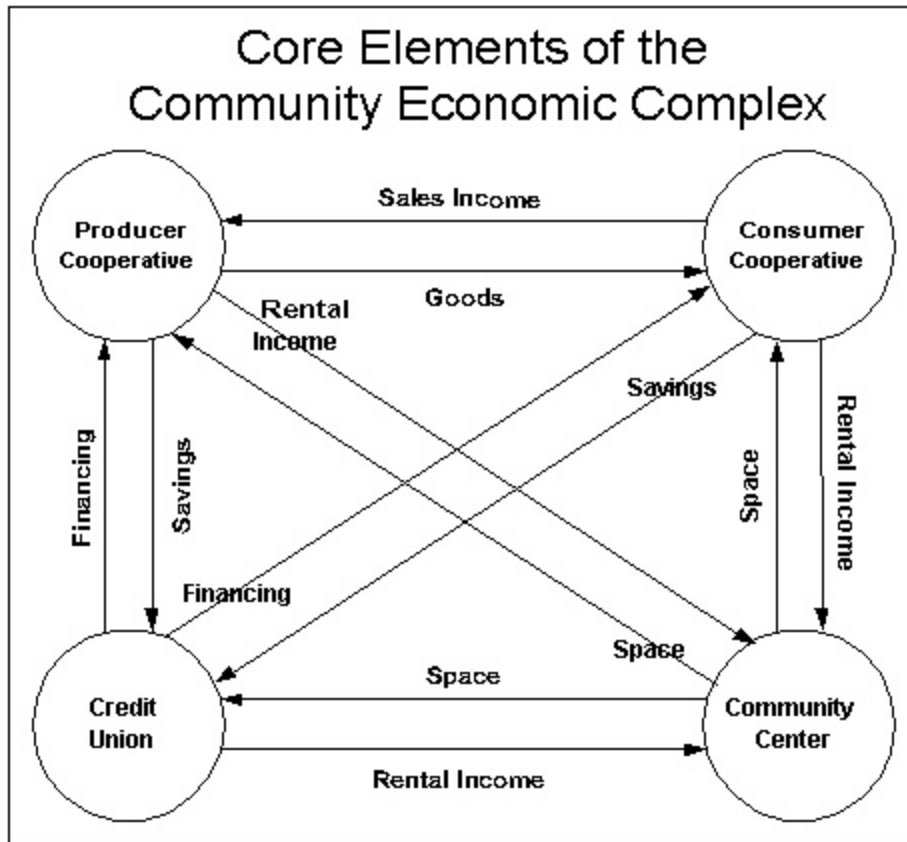 Core Elements of the
Community Economic Complex
Sales Income
Producer
Cooperative
Consumer
Cooperative
Goods
Rental
Income
Savings
Financing
Savings
Space
Rental Income
Financing
Space
Space
Credit
Union
Community
Center
Rental Income